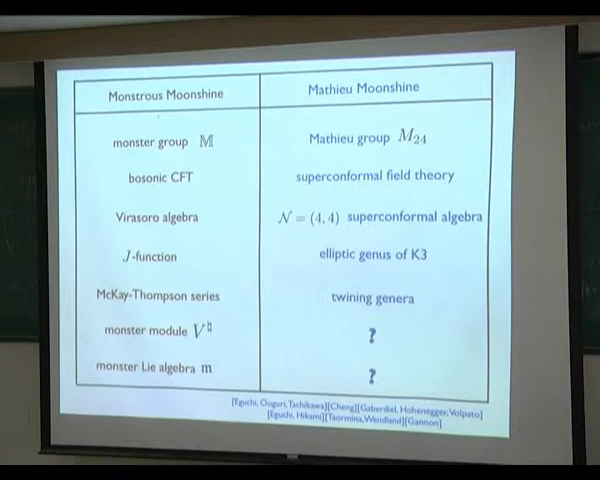 Monstrous Moonshine Mathieu Moonshine
monster group 𝕄 Mathieu group M₂₄
bosonic CFT superconformal field theory
Virasoro algebra 𝒩 = (4,4) superconformal algebra
J-function elliptic genus of K3
McKay-Thompson series twining genera
monster module V♮ ?
monster Lie algebra 𝔪 ?
[Eguchi, Ooguri, Tachikawa][Cheng][Gaberdiel, Hohenegger, Volpato]
[Eguchi, Hikami][Taormina, Wendland][Gannon]